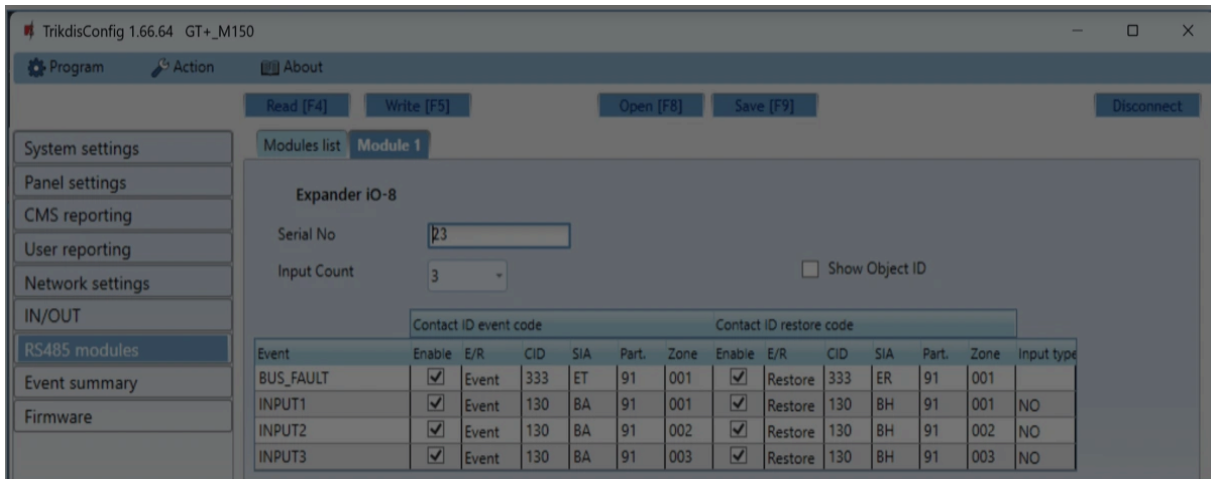 TrikdisConfig 1.66.64 GT+_M150
Program Action About
Read [F4] Write [F5] Open [F8] Save [F9] Disconnect
System settings
Panel settings
CMS reporting
User reporting
Network settings
IN/OUT
RS485 modules
Event summary
Firmware
Modules list Module 1
Expander iO-8
Serial No 23
Input Count 3 Show Object ID
Contact ID event code Contact ID restore code
Event Enable E/R CID SIA Part. Zone Enable E/R CID SIA Part. Zone Input type
BUS_FAULT Event 333 ET 91 001 Restore 333 ER 91 001
INPUT1 Event 130 BA 91 001 Restore 130 BH 91 001 NO
INPUT2 Event 130 BA 91 002 Restore 130 BH 91 002 NO
INPUT3 Event 130 BA 91 003 Restore 130 BH 91 003 NO